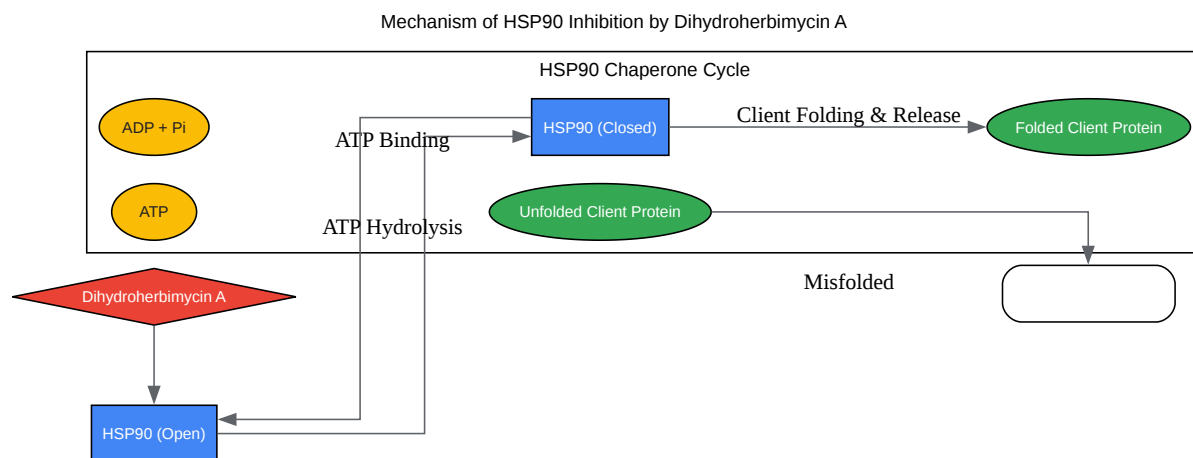 Mechanism of HSP90 Inhibition by Dihydroherbimycin A
HSP90 Chaperone Cycle
ADP + Pi
ATP Binding
HSP90 (Closed)
Client Folding & Release
Folded Client Protein
ATP
ATP Hydrolysis
Unfolded Client Protein
Dihydroherbimycin A
Misfolded
HSP90 (Open)